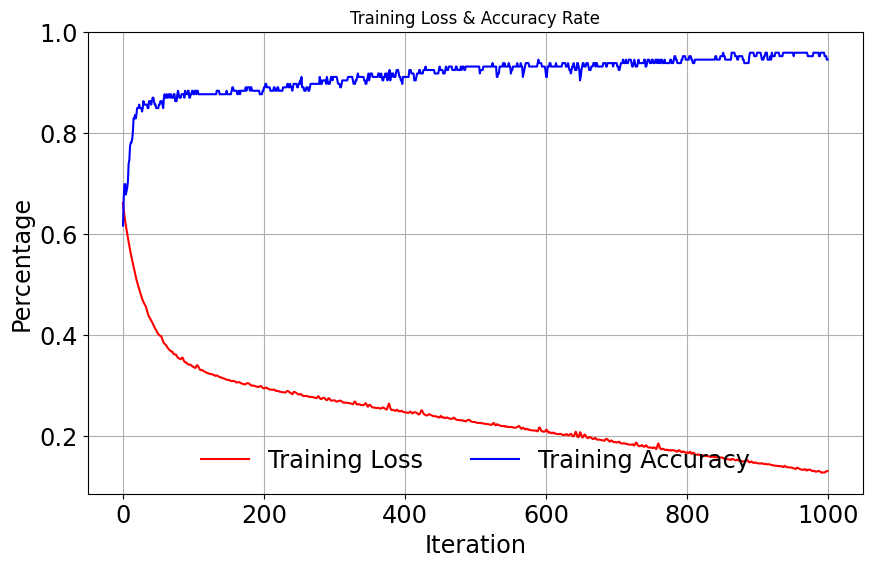 Training Loss & Accuracy Rate
1.0
0.8
0.6
0.4
0.2
Percentage
Training Loss Training Accuracy
0 200 400 600 800 1000
Iteration